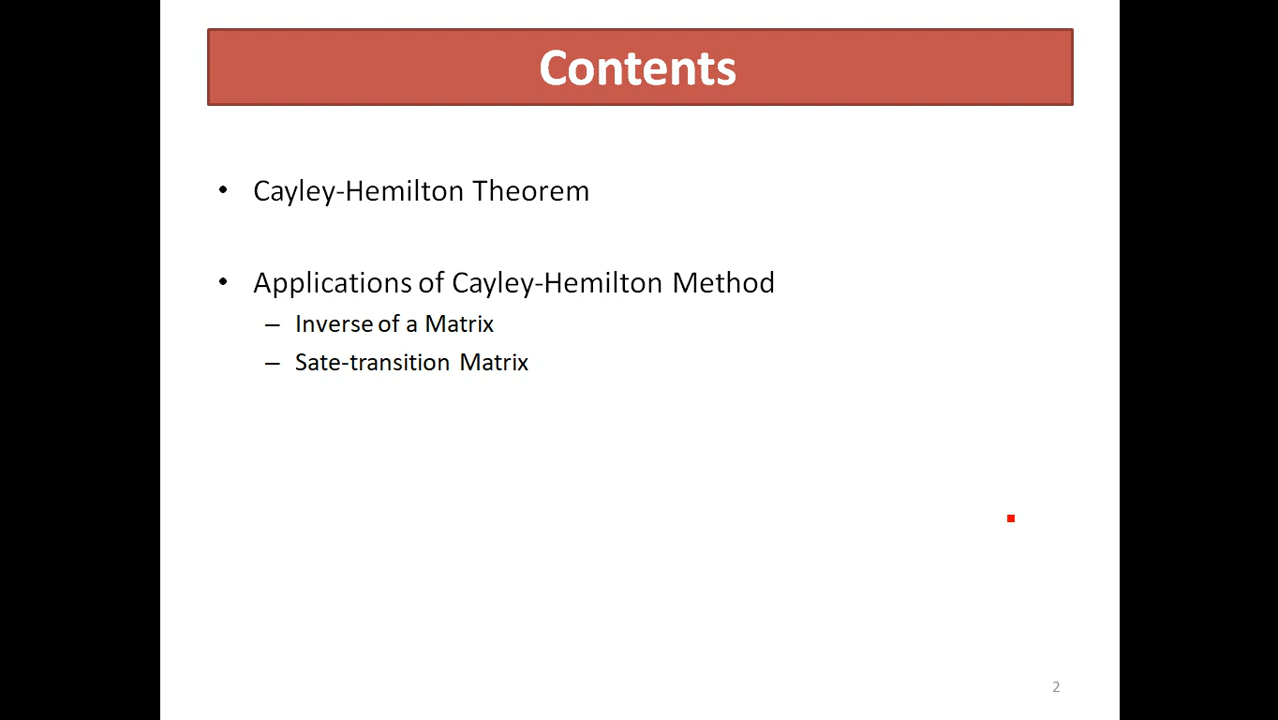 Contents
• Cayley-Hemilton Theorem
• Applications of Cayley-Hemilton Method
– Inverse of a Matrix
– Sate-transition Matrix
2